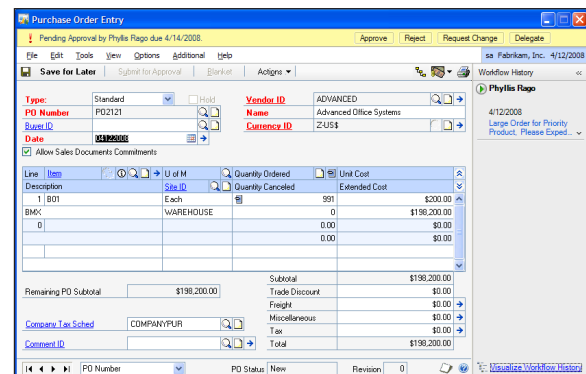 Purchase Order Entry
! Pending Approval by Phyllis Rago due 4/14/2008. Approve Reject Request Change Delegate
File Edit Tools View Options Additional Help sa Fabrikam, Inc. 4/12/2008
Save for Later Submit for Approval Blanket Actions Workflow History «
Type: Standard Hold Vendor ID ADVANCED Phyllis Rago
PO Number PO2121 Name Advanced Office Systems 4/12/2008
Buyer ID Currency ID Z-US$ Large Order for Priority
Date 04/12/2008 Product, Please Exped...
Allow Sales Documents Commitments
Line Item U of M Quantity Ordered Unit Cost
Description Site ID Quantity Canceled Extended Cost
1 B01 Each 991 $200.00
BMX WAREHOUSE 0 $198,200.00
0 0.00 $0.00
0.00 $0.00
Subtotal $198,200.00
Remaining PO Subtotal $198,200.00 Trade Discount $0.00
Freight $0.00
Company Tax Sched COMPANYPUR Miscellaneous $0.00
Tax $0.00
Comment ID Total $198,200.00
PO Number PO Status New Revision 0 Visualize Workflow History